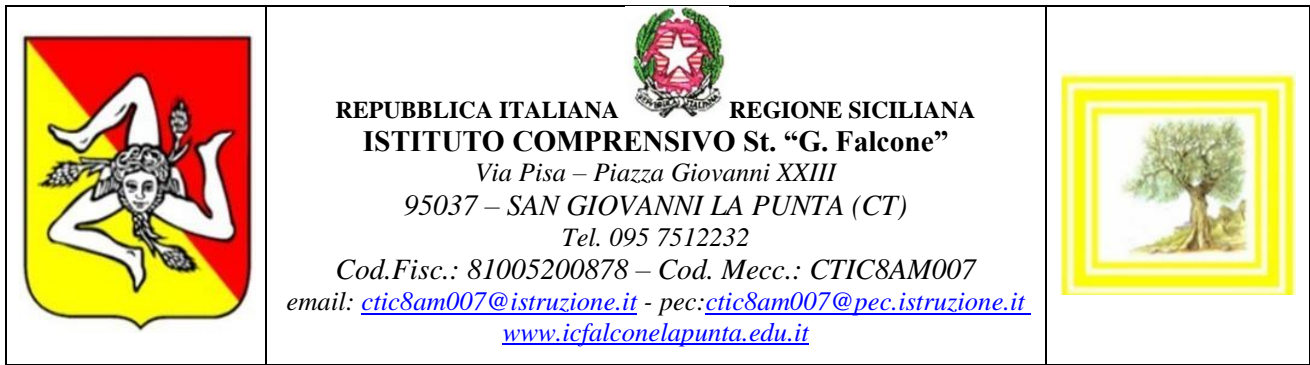 REPUBBLICA ITALIANA REGIONE SICILIANA
ISTITUTO COMPRENSIVO St. “G. Falcone”
Via Pisa – Piazza Giovanni XXIII
95037 – SAN GIOVANNI LA PUNTA (CT)
Tel. 095 7512232
Cod.Fisc.: 81005200878 – Cod. Mecc.: CTIC8AM007
email: ctic8am007@istruzione.it - pec:ctic8am007@pec.istruzione.it
www.icfalconelapunta.edu.it